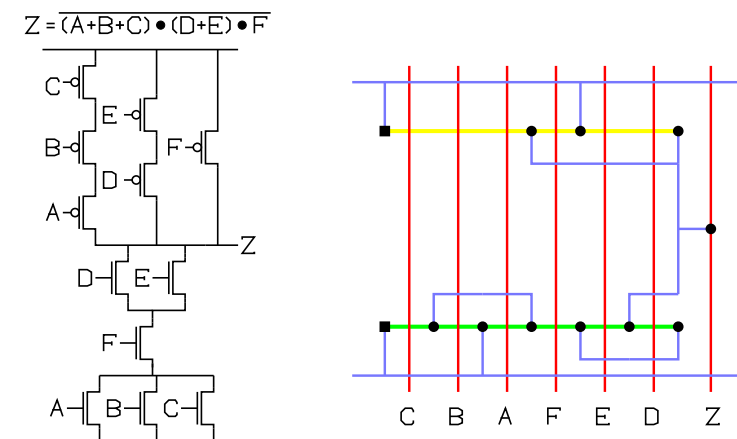 Z = (A+B+C) • (D+E) • F
C
E
B
F
D
A
Z
D E
F
A B C
C B A F E D Z